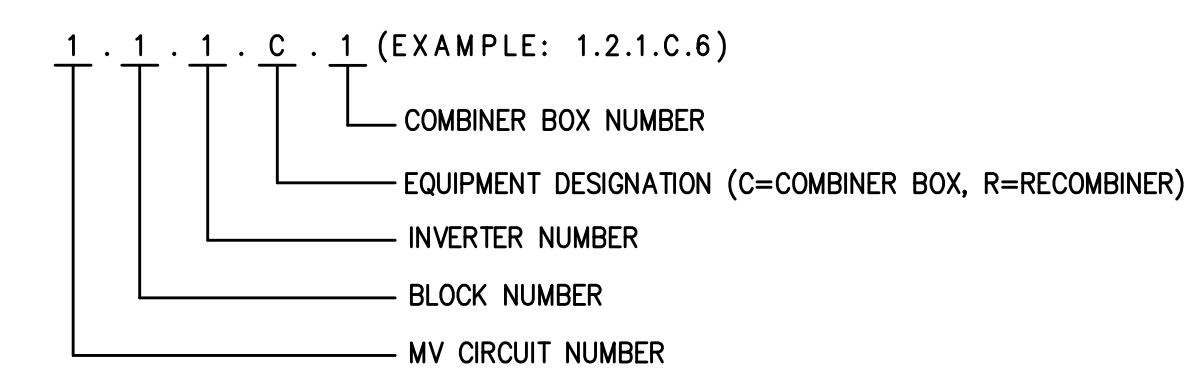 1 . 1 . 1 . C . 1 (EXAMPLE: 1.2.1.C.6)
COMBINER BOX NUMBER
EQUIPMENT DESIGNATION (C=COMBINER BOX, R=RECOMBINER)
INVERTER NUMBER
BLOCK NUMBER
MV CIRCUIT NUMBER